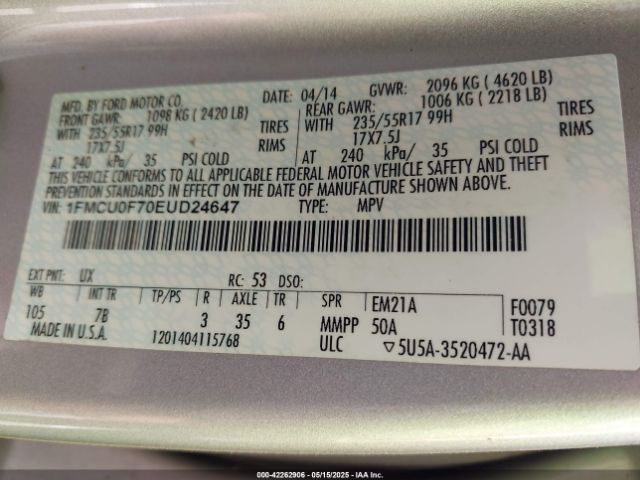 MFD. BY FORD MOTOR CO.
DATE: 04/14 GVWR: 2096 KG ( 4620 LB)
FRONT GAWR: 1098 KG ( 2420 LB)
REAR GAWR: 1006 KG ( 2218 LB)
WITH 235/55R17 99H TIRES
WITH 235/55R17 99H TIRES
17X7.5J RIMS
17X7.5J RIMS
AT 240 kPa/ 35 PSI COLD
AT 240 kPa/ 35 PSI COLD
THIS VEHICLE CONFORMS TO ALL APPLICABLE FEDERAL MOTOR VEHICLE SAFETY AND THEFT
PREVENTION STANDARDS IN EFFECT ON THE DATE OF MANUFACTURE SHOWN ABOVE.
VIN: 1FMCU0F70EUD24647 TYPE: MPV
EXT PNT: UX RC: 53 DSO:
WB INT TR TP/PS R AXLE TR SPR EM21A F0079
105 7B 3 35 6 MMPP 50A T0318
MADE IN U.S.A. 1201404115768 ULC ▽5U5A-3520472-AA
000-42262906 - 05/15/2025 - IAA Inc.